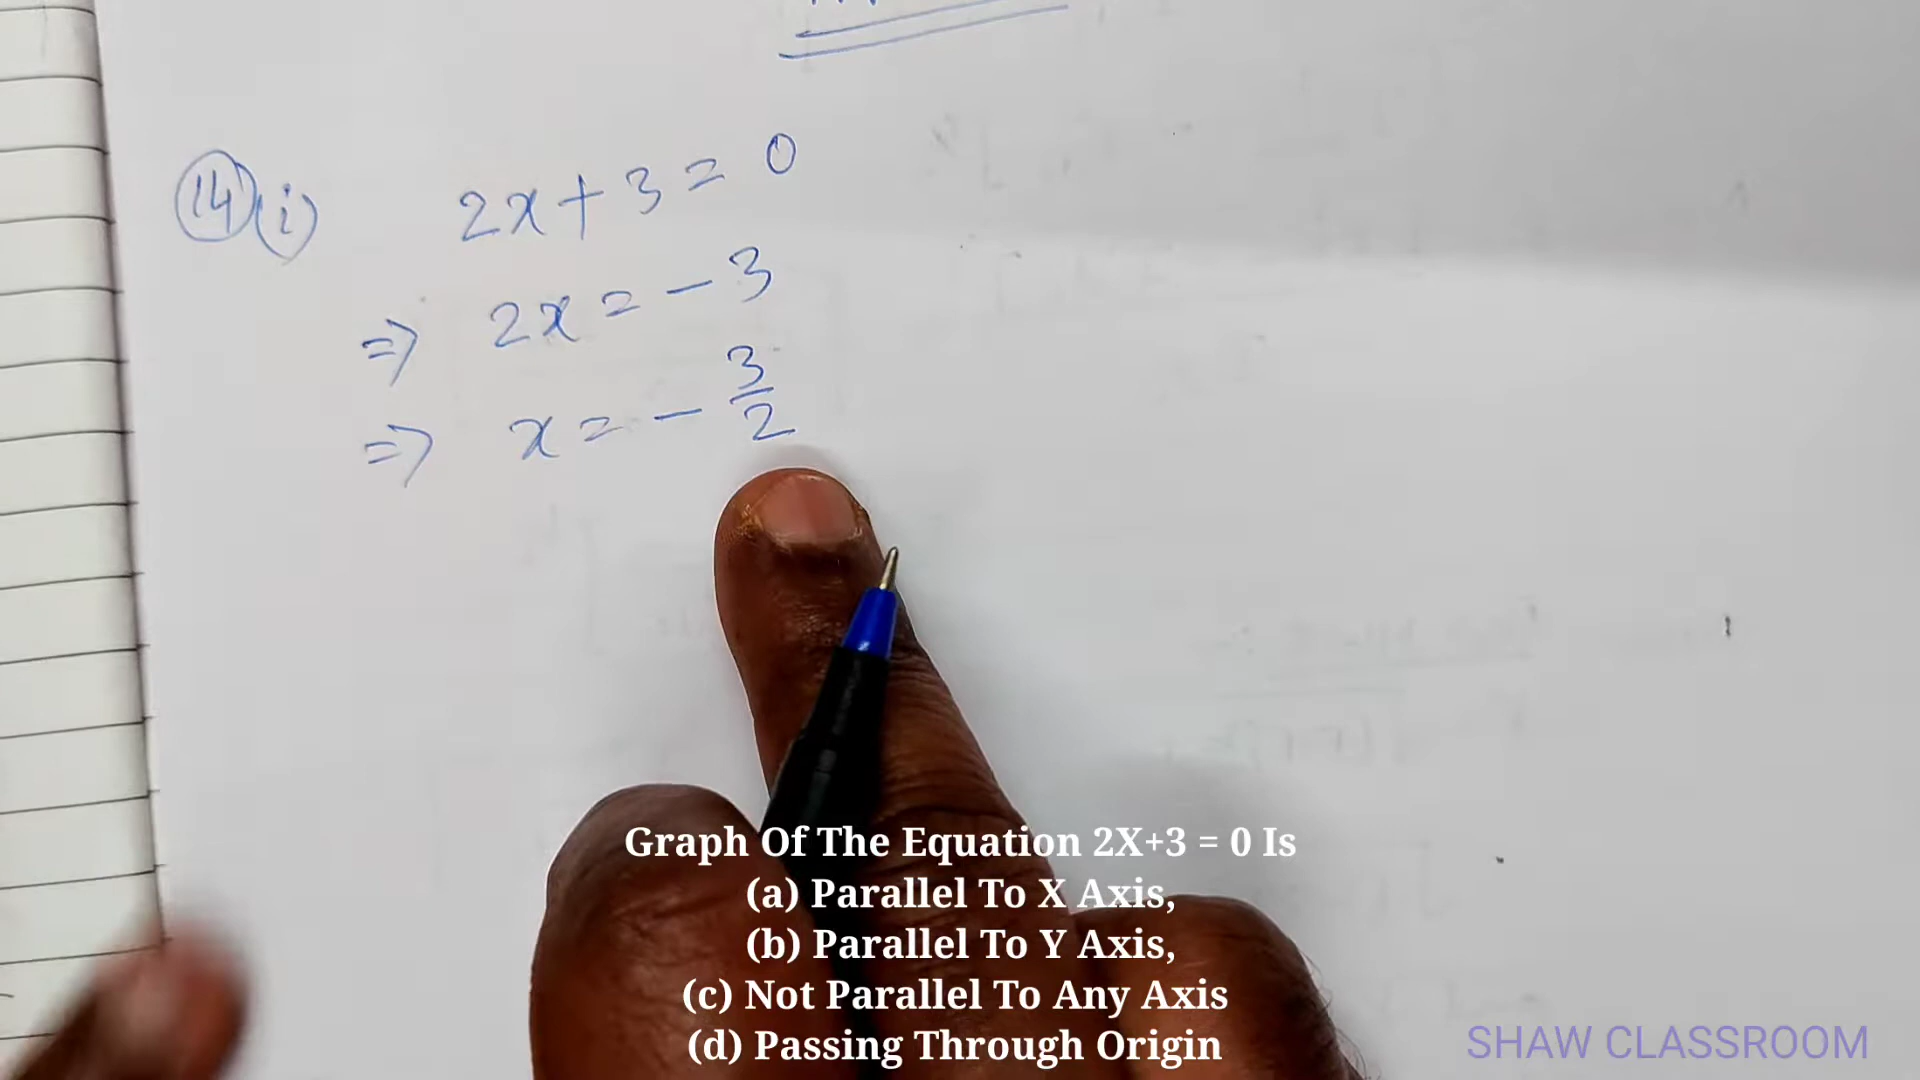 14 (i) 2x + 3 = 0
=> 2x = - 3
=> x = - 3/2
Graph Of The Equation 2X+3 = 0 Is
(a) Parallel To X Axis,
(b) Parallel To Y Axis,
(c) Not Parallel To Any Axis
(d) Passing Through Origin
SHAW CLASSROOM